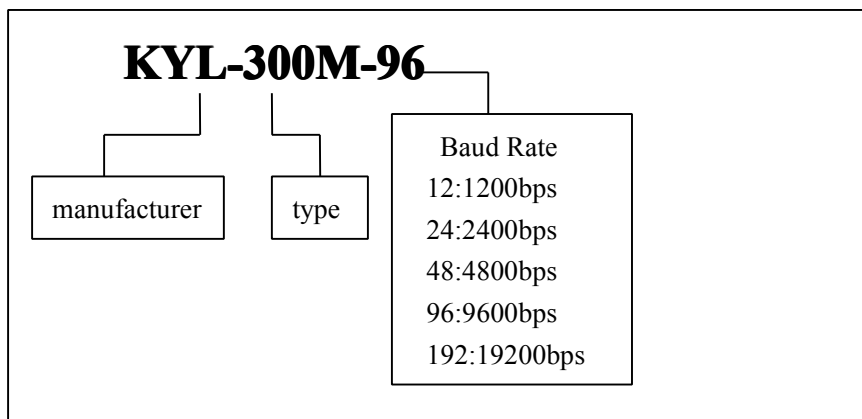 KYL-300M-96
manufacturer
type
Baud Rate
12:1200bps
24:2400bps
48:4800bps
96:9600bps
192:19200bps